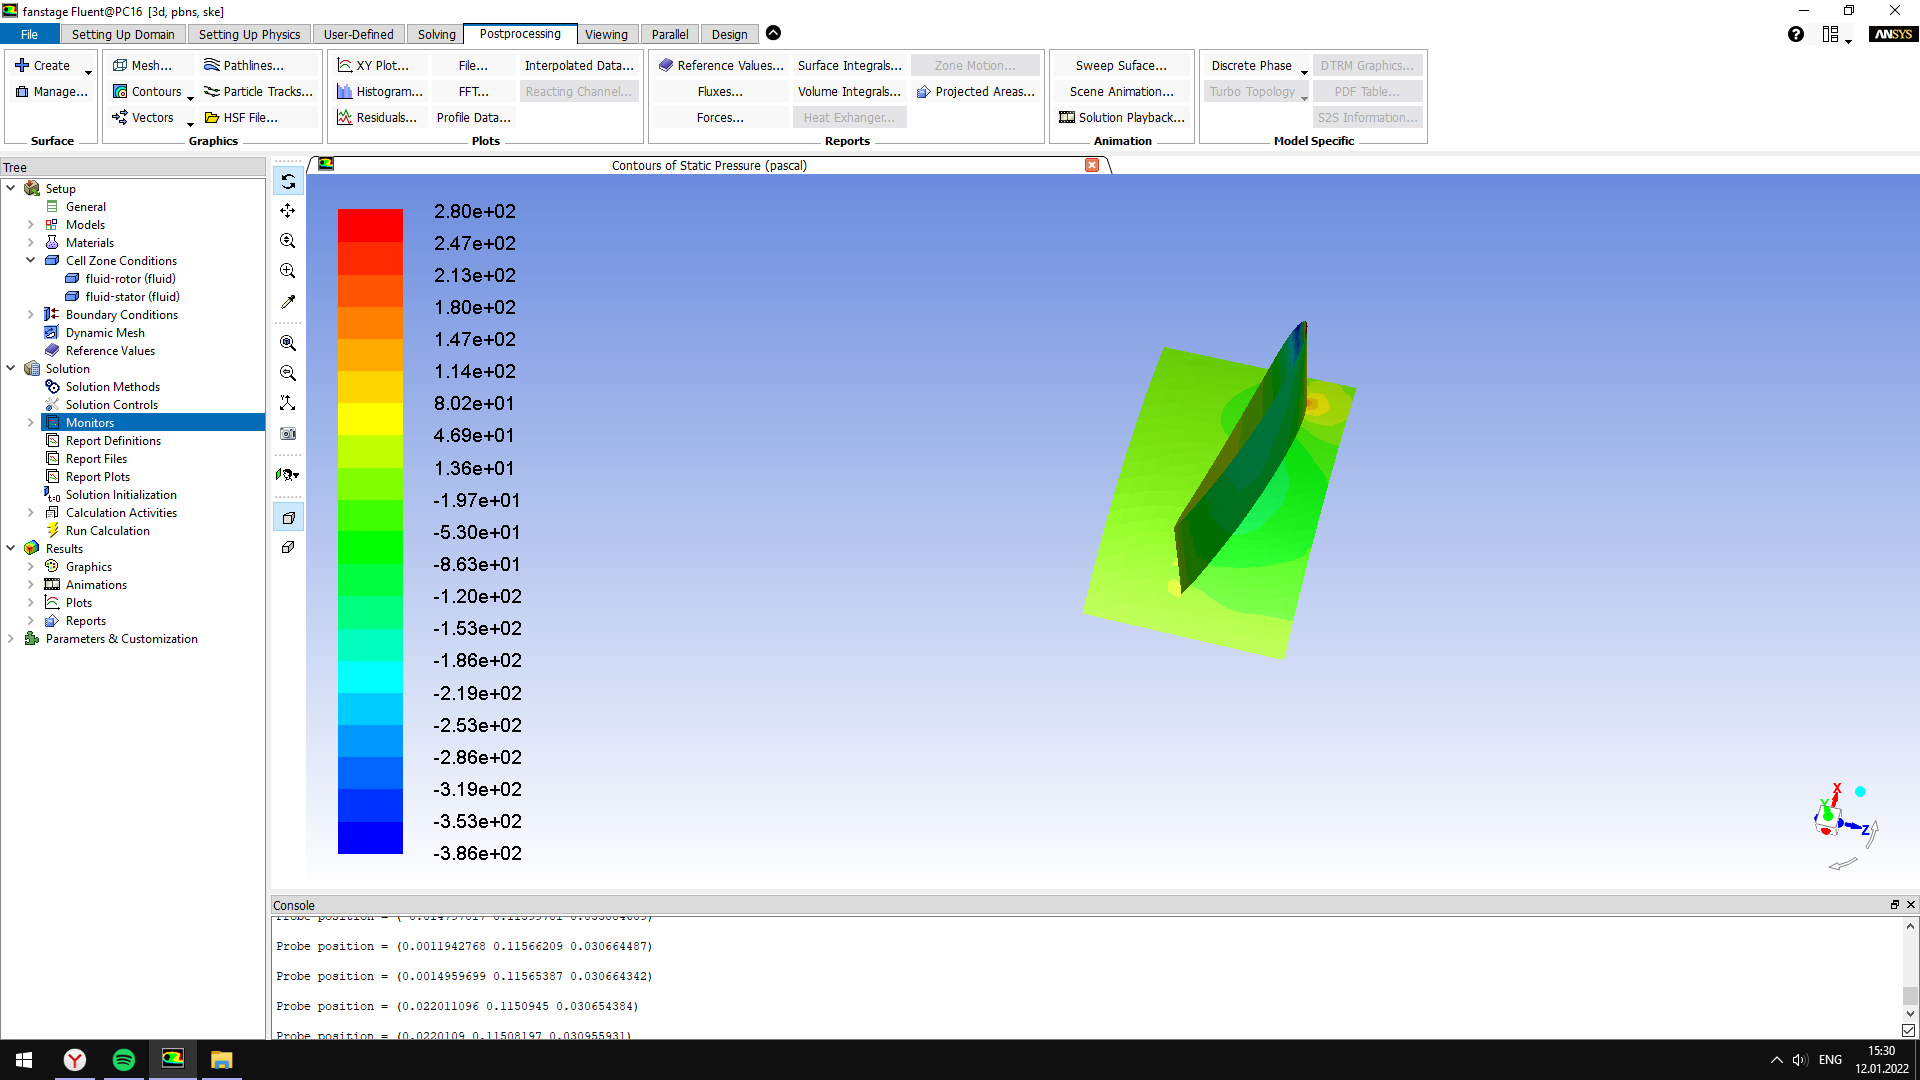 fanstage Fluent@PC16 [3d, pbns, ske]
File Setting Up Domain Setting Up Physics User-Defined Solving Postprocessing Viewing Parallel Design
ANSYS
Create Mesh... Pathlines... XY Plot... File... Interpolated Data... Reference Values... Surface Integrals... Zone Motion... Sweep Suface... Discrete Phase DTRM Graphics...
Manage... Contours Particle Tracks... Histogram... FFT... Reacting Channel... Fluxes... Volume Integrals... Projected Areas... Scene Animation... Turbo Topology PDF Table...
Vectors HSF File... Residuals... Profile Data... Forces... Heat Exhanger... Solution Playback... S2S Information...
Surface Graphics Plots Reports Animation Model Specific
Tree
Setup
General
Models
Materials
Cell Zone Conditions
fluid-rotor (fluid)
fluid-stator (fluid)
Boundary Conditions
Dynamic Mesh
Reference Values
Solution
Solution Methods
Solution Controls
Monitors
Report Definitions
Report Files
Report Plots
Solution Initialization
Calculation Activities
Run Calculation
Results
Graphics
Animations
Plots
Reports
Parameters & Customization
Contours of Static Pressure (pascal)
2.80e+02
2.47e+02
2.13e+02
1.80e+02
1.47e+02
1.14e+02
8.02e+01
4.69e+01
1.36e+01
-1.97e+01
-5.30e+01
-8.63e+01
-1.20e+02
-1.53e+02
-1.86e+02
-2.19e+02
-2.53e+02
-2.86e+02
-3.19e+02
-3.53e+02
-3.86e+02
X
Y
Z
Console
Probe position = (0.0011942768 0.11566209 0.030664487)
Probe position = (0.0014959699 0.11565387 0.030664342)
Probe position = (0.022011096 0.1150945 0.030654384)
Probe position = (0.0220109 0.11508197 0.030955931)
ENG
15:30
12.01.2022